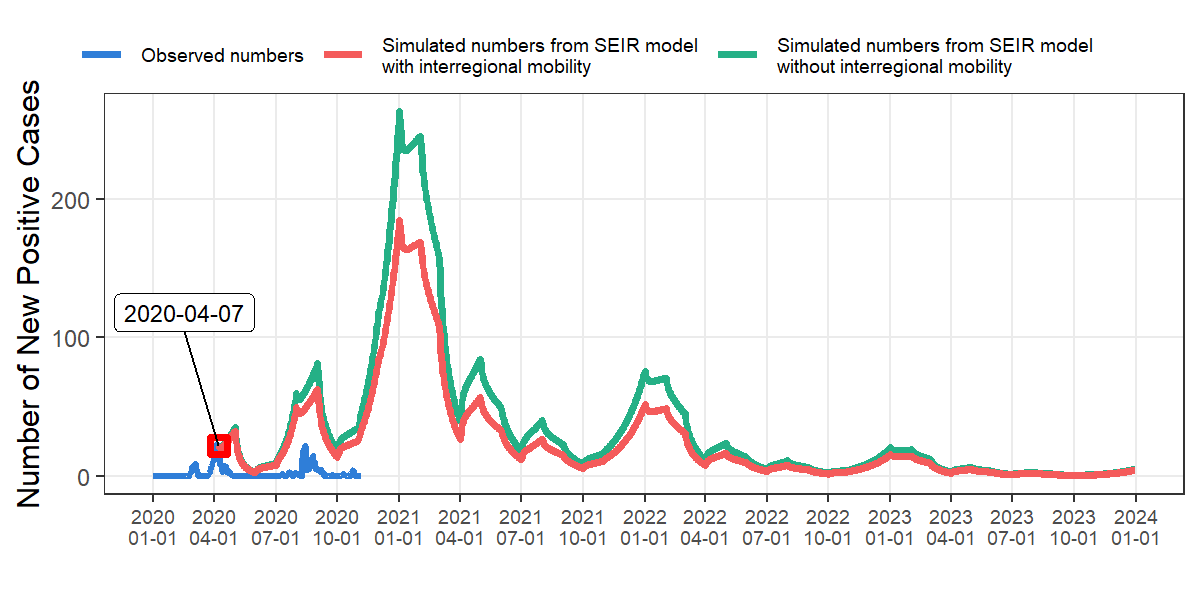 Observed numbers
Simulated numbers from SEIR model
with interregional mobility
Simulated numbers from SEIR model
without interregional mobility
Number of New Positive Cases
200
100
0
2020-04-07
2020 2020 2020 2020 2021 2021 2021 2021 2022 2022 2022 2022 2023 2023 2023 2023 2024
01-01 04-01 07-01 10-01 01-01 04-01 07-01 10-01 01-01 04-01 07-01 10-01 01-01 04-01 07-01 10-01 01-01